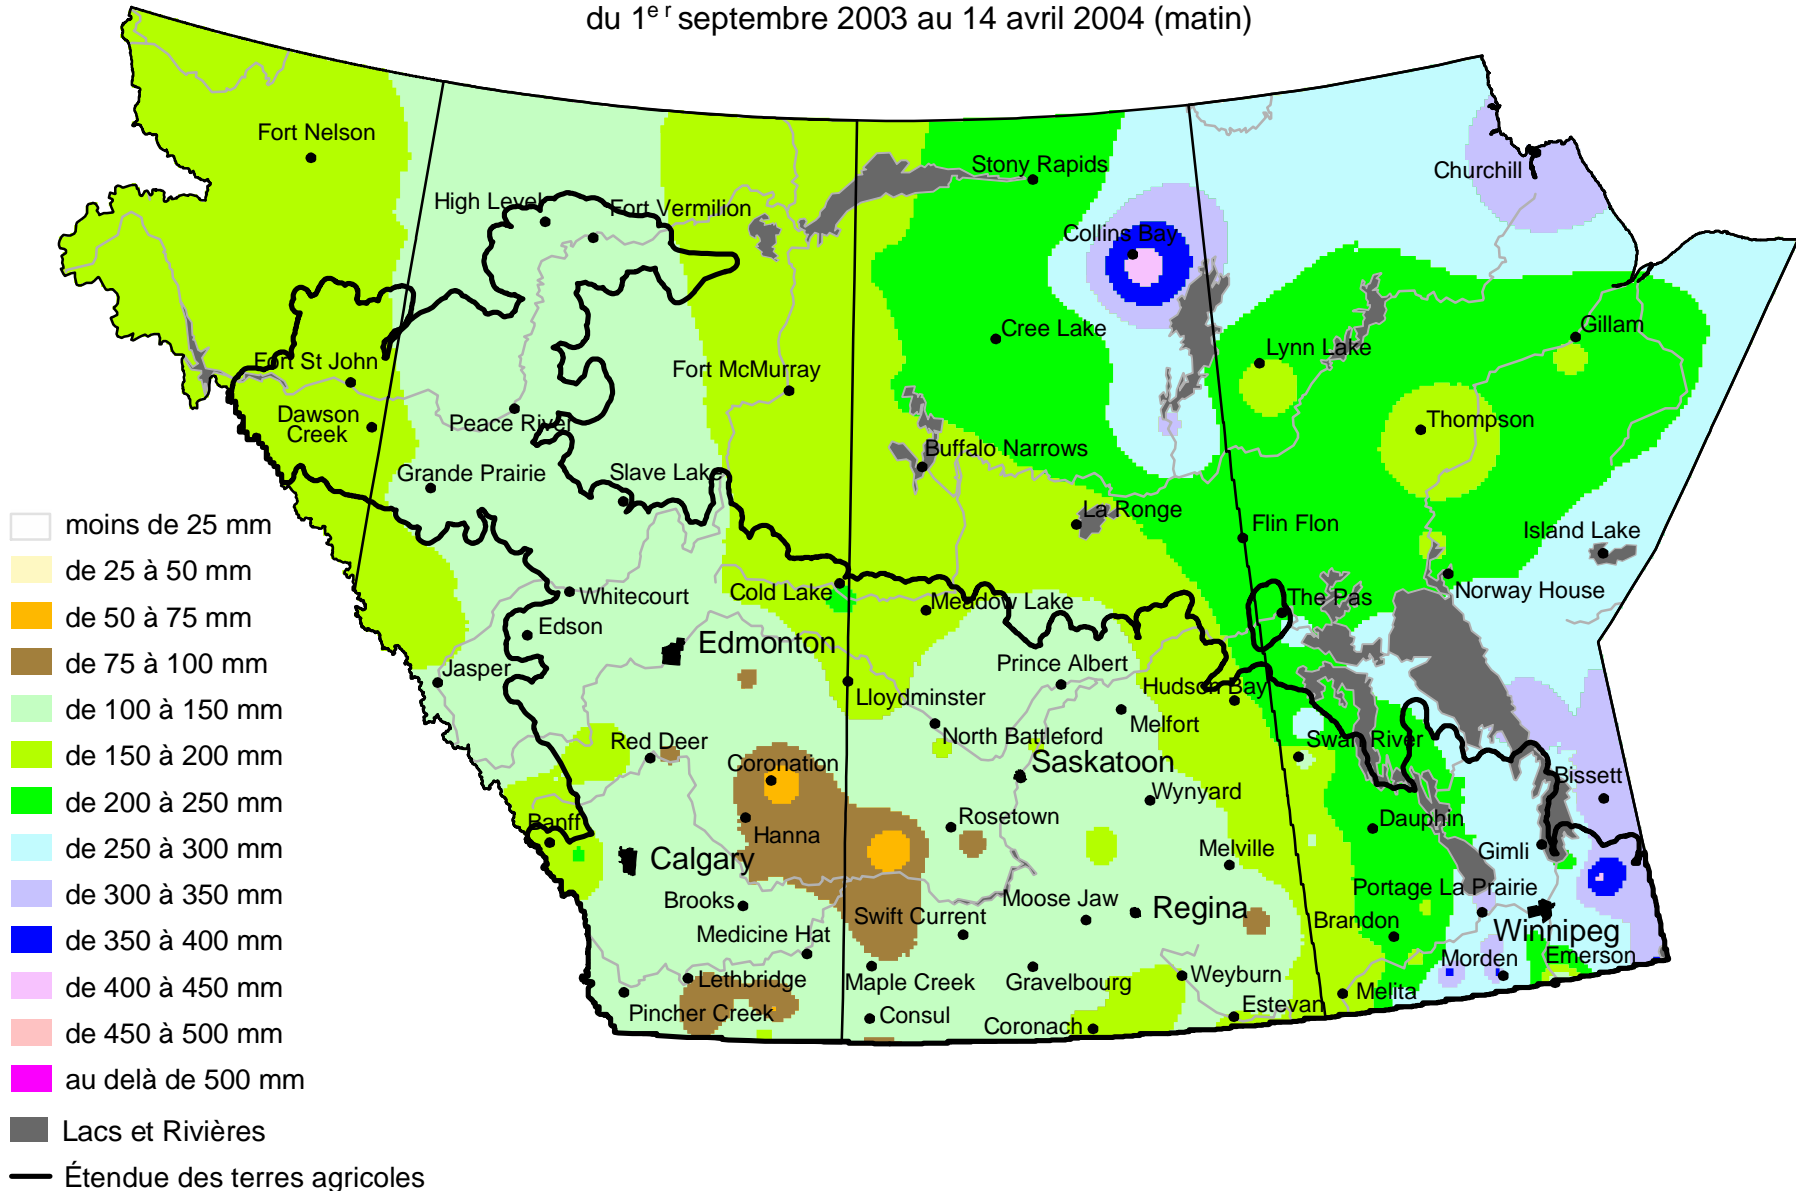 du 1er septembre 2003 au 14 avril 2004 (matin)
Fort Nelson
Stony Rapids
Churchill
High Level
Fort Vermilion
Collins Bay
Cree Lake
Gillam
Lynn Lake
Fort St John
Fort McMurray
Dawson
Creek
Peace River
Thompson
Buffalo Narrows
Grande Prairie
Slave Lake
La Ronge
Flin Flon
Island Lake
Whitecourt
Cold Lake
Meadow Lake
The Pas
Norway House
Edson
Edmonton
Jasper
Prince Albert
Lloydminster
Hudson Bay
Melfort
Red Deer
North Battleford
Swan River
Coronation
Saskatoon
Bissett
Wynyard
Banff
Hanna
Rosetown
Dauphin
Calgary
Melville
Gimli
Brooks
Swift Current
Moose Jaw
Regina
Portage La Prairie
Brandon
Winnipeg
Medicine Hat
Lethbridge
Maple Creek
Gravelbourg
Weyburn
Morden
Emerson
Pincher Creek
Consul
Coronach
Estevan
Melita
moins de 25 mm
de 25 à 50 mm
de 50 à 75 mm
de 75 à 100 mm
de 100 à 150 mm
de 150 à 200 mm
de 200 à 250 mm
de 250 à 300 mm
de 300 à 350 mm
de 350 à 400 mm
de 400 à 450 mm
de 450 à 500 mm
au delà de 500 mm
Lacs et Rivières
Étendue des terres agricoles